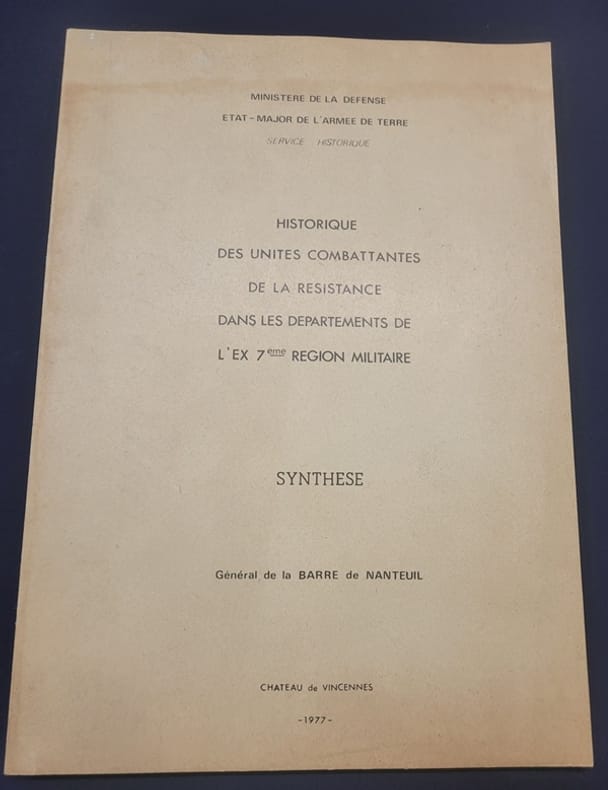 MINISTERE DE LA DEFENSE
ETAT-MAJOR DE L'ARMEE DE TERRE
SERVICE HISTORIQUE
HISTORIQUE
DES UNITES COMBATTANTES
DE LA RESISTANCE
DANS LES DEPARTEMENTS DE
L'EX 7eme REGION MILITAIRE
SYNTHESE
Général de la BARRE de NANTEUIL
CHATEAU de VINCENNES
-1977-